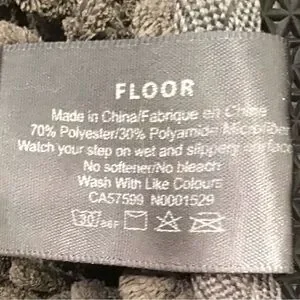 FLOOR
Made in China/Fabrique en Chine
70% Polyester/30% Polyamide Microfiber
Watch your step on wet and slippery surface
No softener/No bleach
Wash With Like Colours
CA57599 N0001529
30/86F